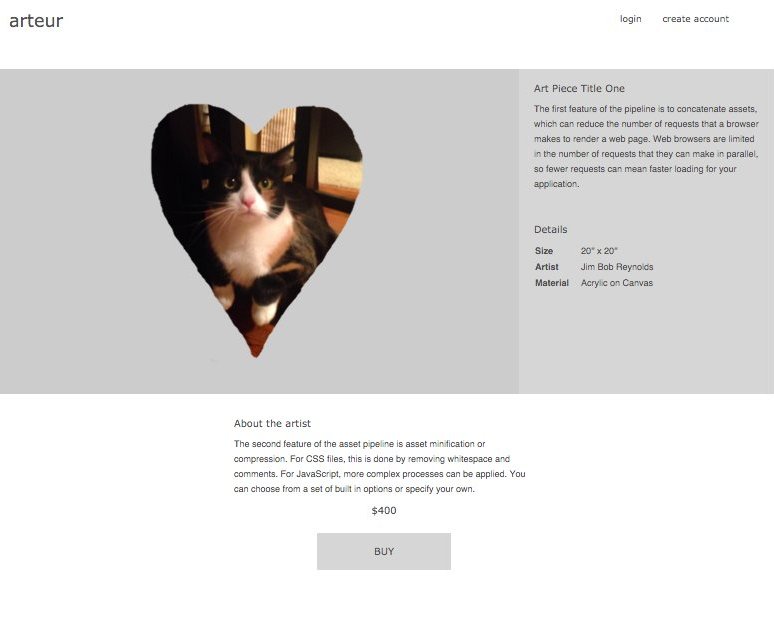 arteur
login create account
Art Piece Title One
The first feature of the pipeline is to concatenate assets,
which can reduce the number of requests that a browser
makes to render a web page. Web browsers are limited
in the number of requests that they can make in parallel,
so fewer requests can mean faster loading for your
application.
Details
Size 20" x 20"
Artist Jim Bob Reynolds
Material Acrylic on Canvas
About the artist
The second feature of the asset pipeline is asset minification or
compression. For CSS files, this is done by removing whitespace and
comments. For JavaScript, more complex processes can be applied. You
can choose from a set of built in options or specify your own.
$400
BUY